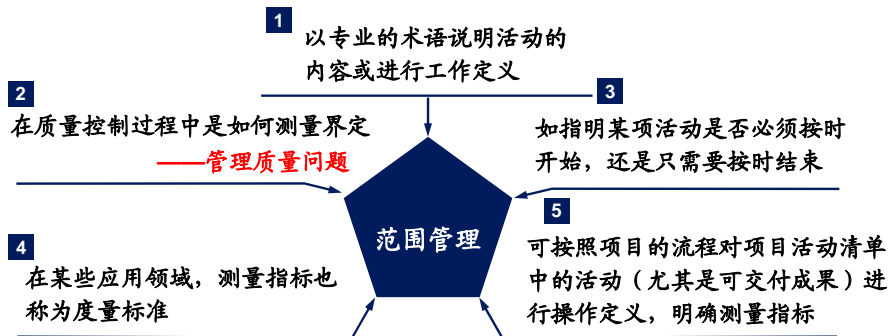 1
以专业的术语说明活动的
内容或进行工作定义
2
在质量控制过程中是如何测量界定
——管理质量问题
3
如指明某项活动是否必须按时
开始，还是只需要按时结束
范围管理
4
在某些应用领域，测量指标也
称为度量标准
5
可按照项目的流程对项目活动清单
中的活动（尤其是可交付成果）进
行操作定义，明确测量指标